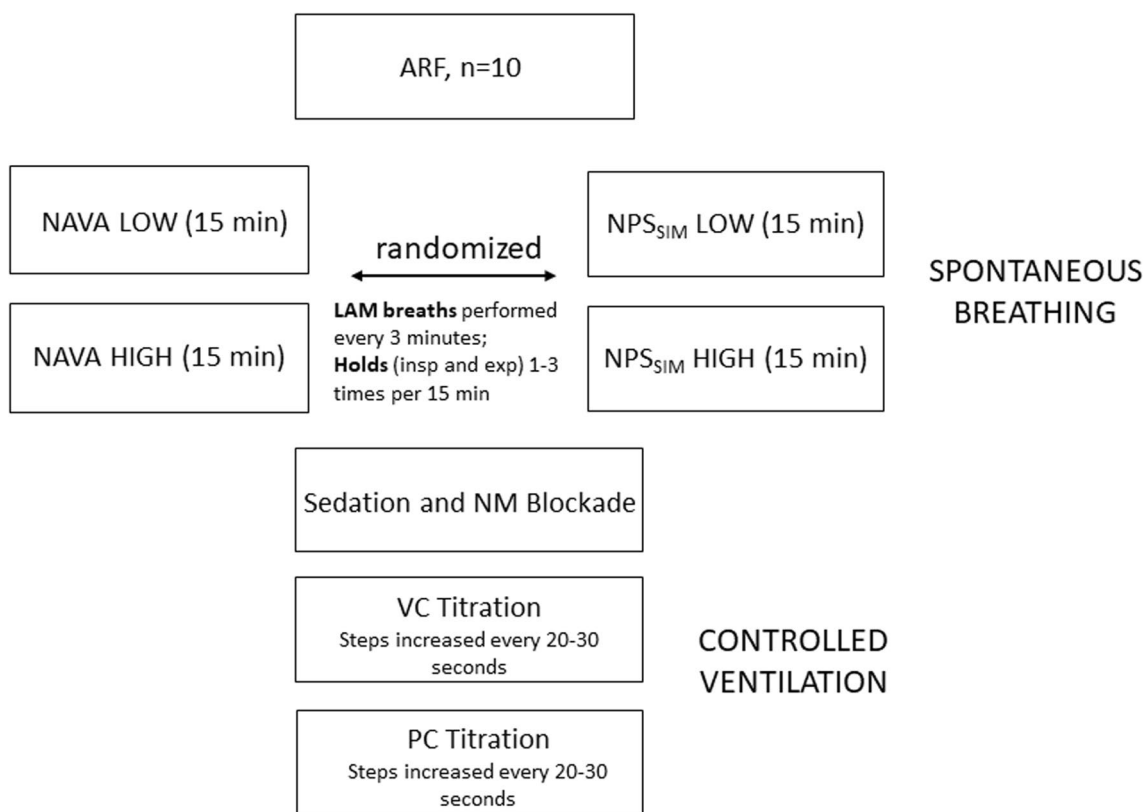 ARF, n=10
NAVA LOW (15 min)
NAVA HIGH (15 min)
randomized
LAM breaths performed
every 3 minutes;
Holds (insp and exp) 1-3
times per 15 min
NPSSIM LOW (15 min)
NPSSIM HIGH (15 min)
SPONTANEOUS
BREATHING
Sedation and NM Blockade
VC Titration
Steps increased every 20-30
seconds
PC Titration
Steps increased every 20-30
seconds
CONTROLLED
VENTILATION